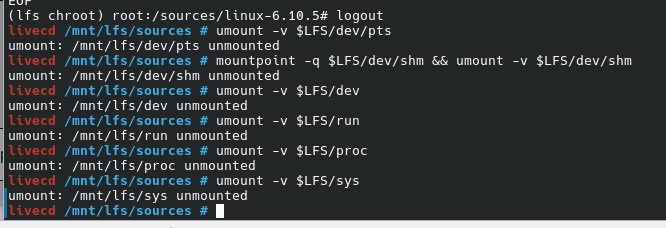 EOF
(lfs chroot) root:/sources/linux-6.10.5# logout
livecd /mnt/lfs/sources # umount -v $LFS/dev/pts
umount: /mnt/lfs/dev/pts unmounted
livecd /mnt/lfs/sources # mountpoint -q $LFS/dev/shm && umount -v $LFS/dev/shm
umount: /mnt/lfs/dev/shm unmounted
livecd /mnt/lfs/sources # umount -v $LFS/dev
umount: /mnt/lfs/dev unmounted
livecd /mnt/lfs/sources # umount -v $LFS/run
umount: /mnt/lfs/run unmounted
livecd /mnt/lfs/sources # umount -v $LFS/proc
umount: /mnt/lfs/proc unmounted
livecd /mnt/lfs/sources # umount -v $LFS/sys
umount: /mnt/lfs/sys unmounted
livecd /mnt/lfs/sources #